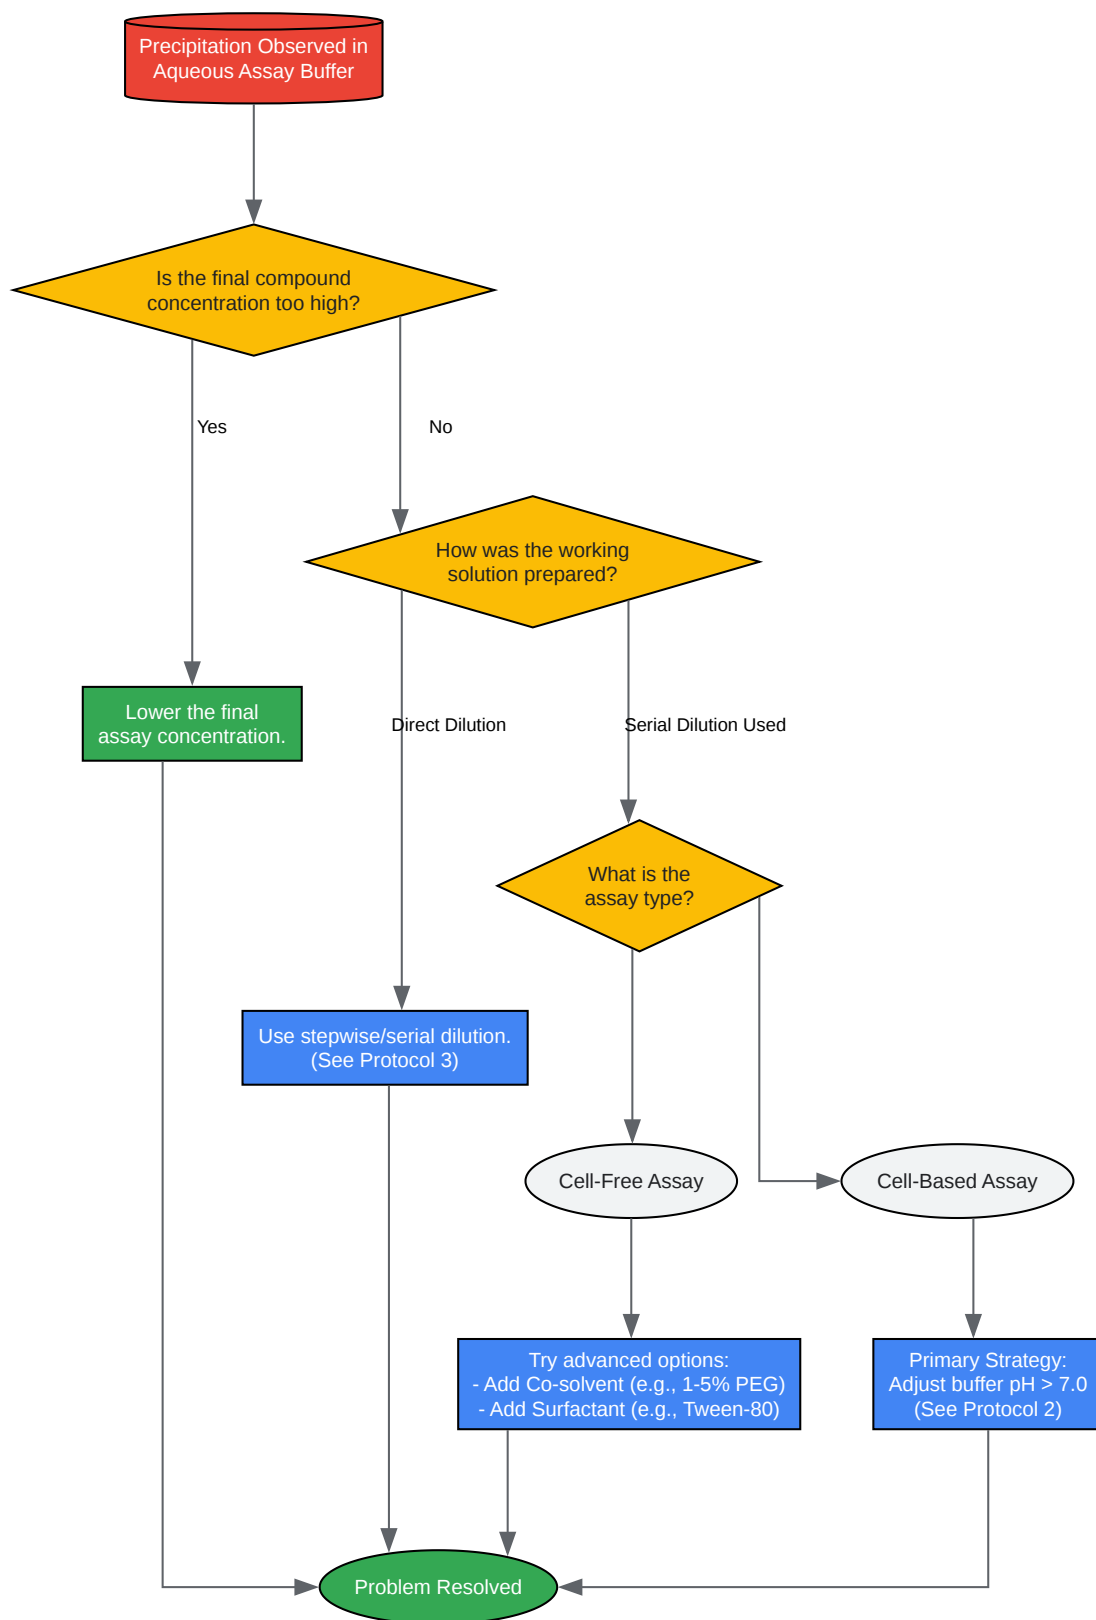 Precipitation Observed in
Aqueous Assay Buffer
Is the final compound
concentration too high?
Yes
No
How was the working
solution prepared?
Lower the final
assay concentration.
Direct Dilution
Serial Dilution Used
What is the
assay type?
Use stepwise/serial dilution.
(See Protocol 3)
Cell-Free Assay
Cell-Based Assay
Try advanced options:
- Add Co-solvent (e.g., 1-5% PEG)
- Add Surfactant (e.g., Tween-80)
Primary Strategy:
Adjust buffer pH > 7.0
(See Protocol 2)
Problem Resolved